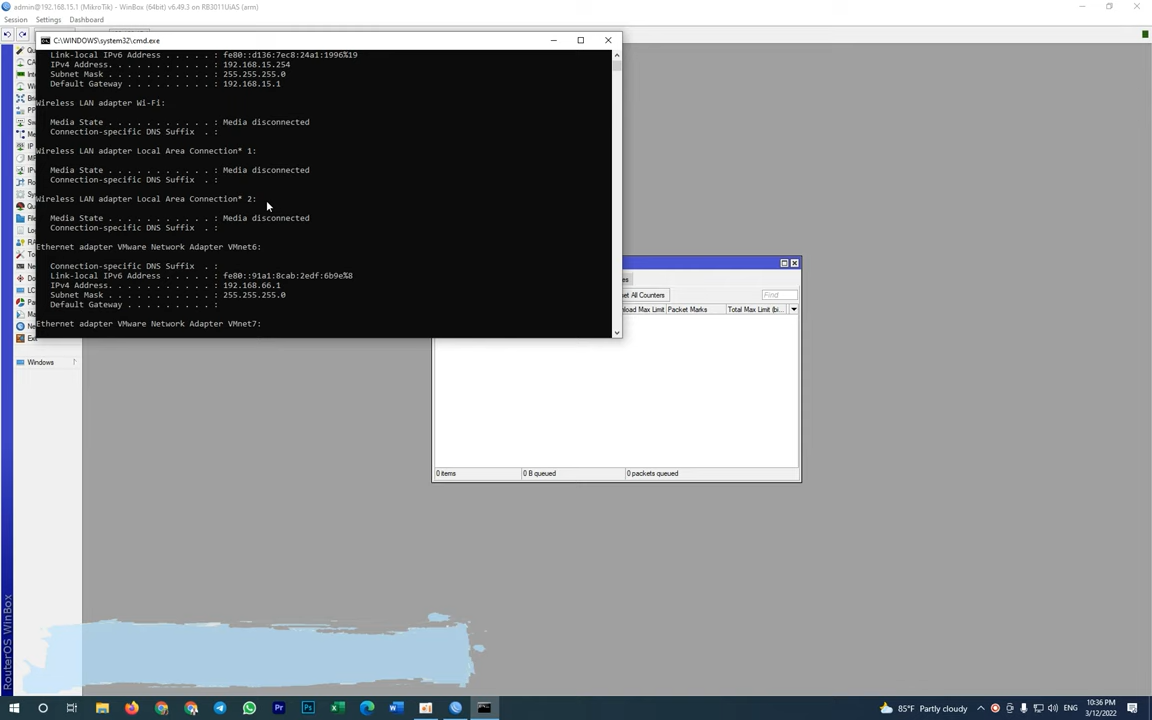 admin@192.168.15.1 (MikroTik) - WinBox (64bit) v6.49.3 on RB3011UiAS (arm)
Session Settings Dashboard
C:\WINDOWS\system32\cmd.exe
Link-local IPv6 Address . . . . . : fe80::d136:7ec8:24a1:1996%19
IPv4 Address. . . . . . . . . . . : 192.168.15.254
Subnet Mask . . . . . . . . . . . : 255.255.255.0
Default Gateway . . . . . . . . . : 192.168.15.1
Wireless LAN adapter Wi-Fi:
Media State . . . . . . . . . . . : Media disconnected
Connection-specific DNS Suffix . :
Wireless LAN adapter Local Area Connection* 1:
Media State . . . . . . . . . . . : Media disconnected
Connection-specific DNS Suffix . :
Wireless LAN adapter Local Area Connection* 2:
Media State . . . . . . . . . . . : Media disconnected
Connection-specific DNS Suffix . :
Ethernet adapter VMware Network Adapter VMnet6:
Connection-specific DNS Suffix . :
Link-local IPv6 Address . . . . . : fe80::91a1:8cab:2edf:6b9e%8
IPv4 Address. . . . . . . . . . . : 192.168.66.1
Subnet Mask . . . . . . . . . . . : 255.255.255.0
Default Gateway . . . . . . . . . :
Ethernet adapter VMware Network Adapter VMnet7:
set All Counters
Find
nload Max Limit Packet Marks Total Max Limit (bi...
Windows
0 items 0 B queued 0 packets queued
RouterOS WinBox
85°F Partly cloudy
ENG
10:36 PM
3/12/2022